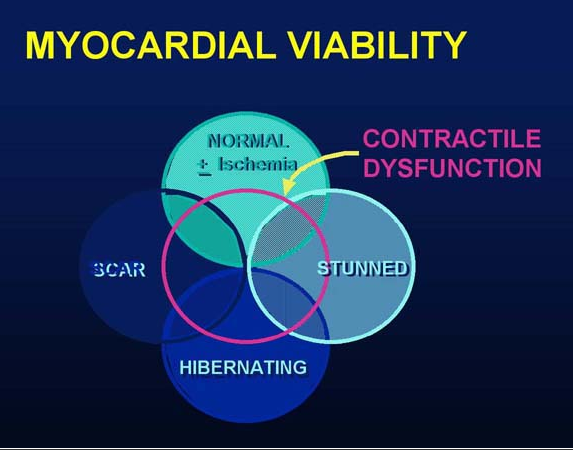 MYOCARDIAL VIABILITY
NORMAL
± Ischemia
CONTRACTILE
DYSFUNCTION
SCAR
STUNNED
HIBERNATING